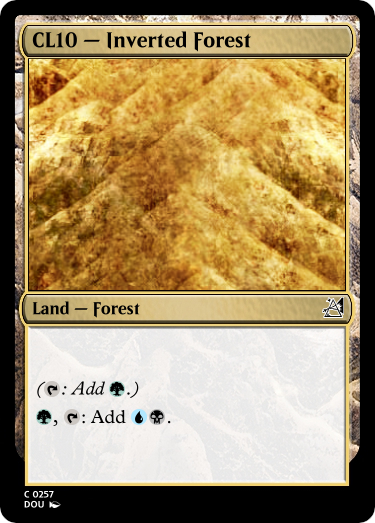 CL10 — Inverted Forest
Land — Forest
(: Add .)
, : Add .
C 0257
DOU